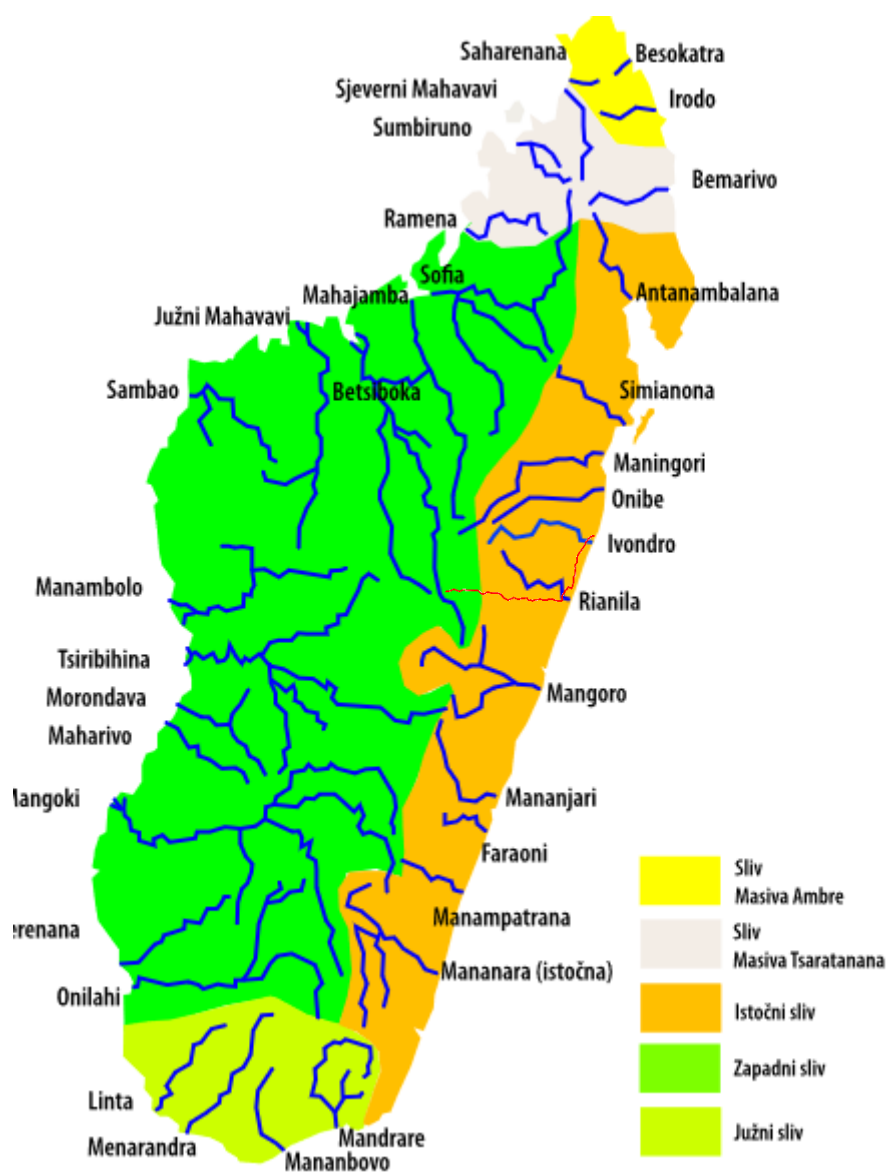 Saharenana
Besokatra
Sjeverni Mahavavi
Irodo
Sumbiruno
Bemarivo
Ramena
Sofia
Antanambalana
Mahajamba
Južni Mahavavi
Sambao
Betsiboka
Simianona
Maningori
Onibe
Ivondro
Manambolo
Rianila
Tsiribihina
Morondava
Mangoro
Maharivo
Mangoki
Mananjari
Faraoni
Sliv
Masiva Ambre
Manampatrana
erenana
Sliv
Masiva Tsaratanana
Mananara (istočna)
Onilahi
Istočni sliv
Zapadni sliv
Linta
Južni sliv
Menarandra
Mandrare
Mananbovo